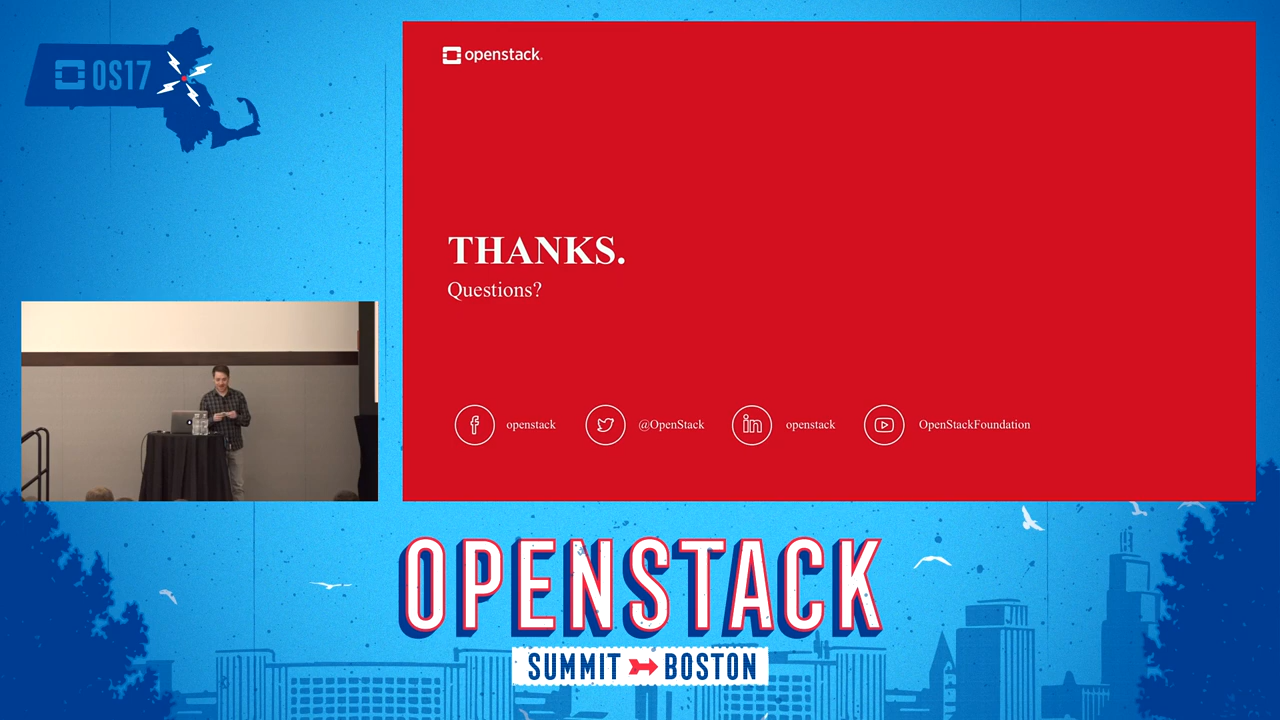 OS17
openstack.
THANKS.
Questions?
openstack
@OpenStack
openstack
OpenStackFoundation
OPENSTACK
SUMMIT BOSTON